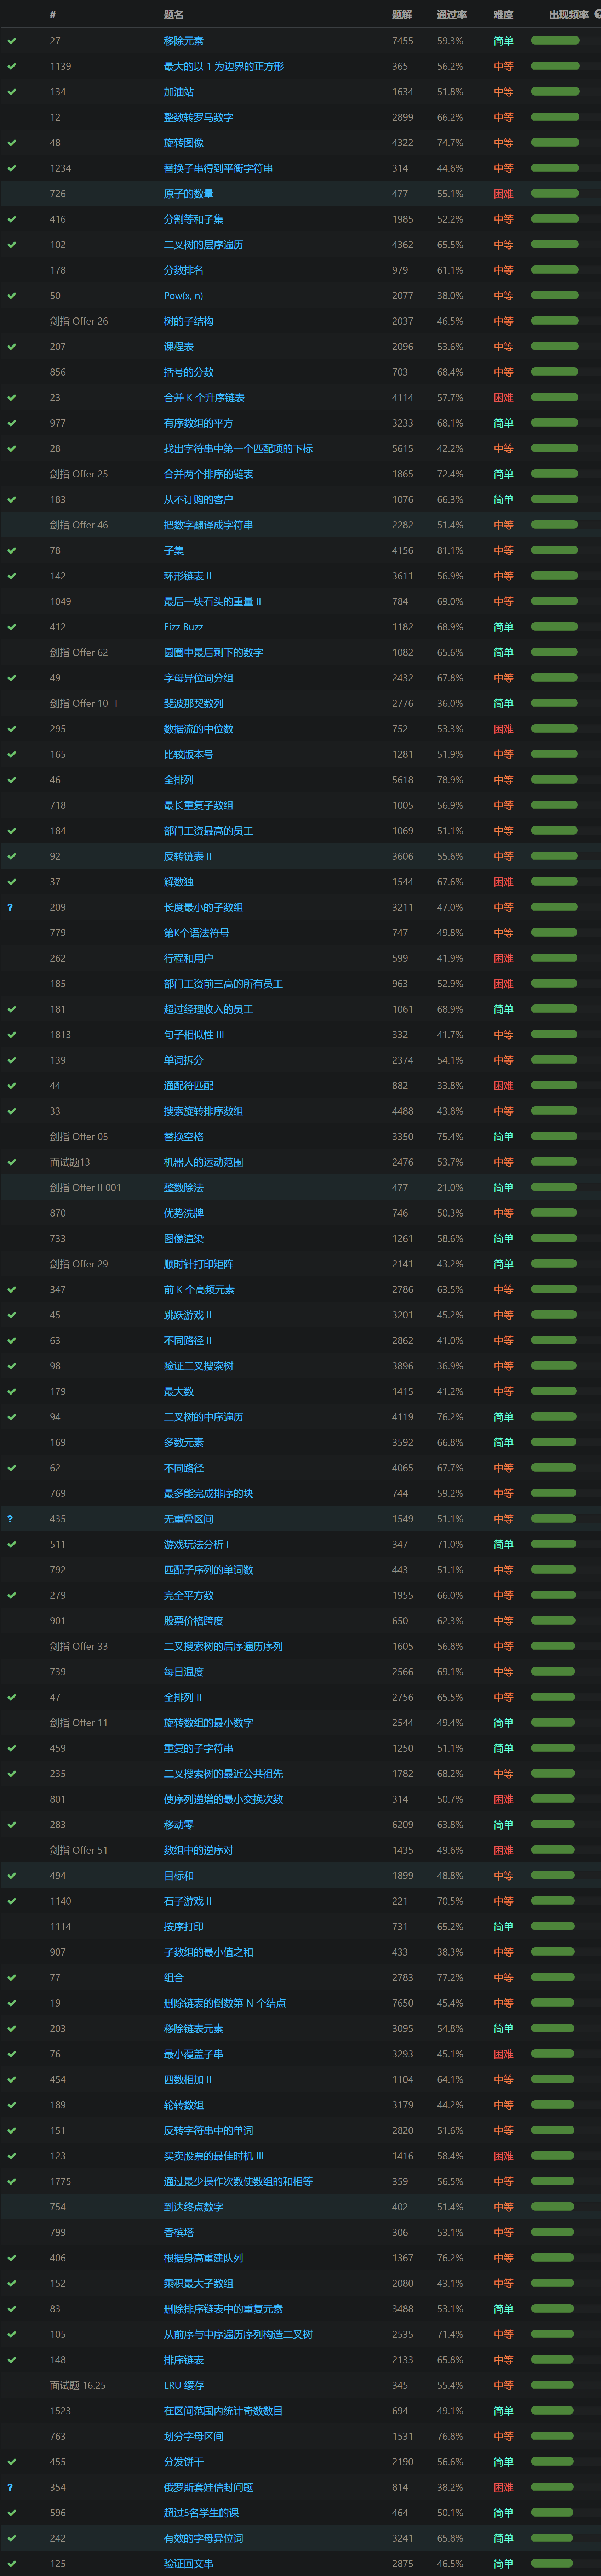 # 题名 题解 通过率 难度 出现频率
27 移除元素 7455 59.3% 简单
1139 最大的以 1 为边界的正方形 365 56.2% 中等
134 加油站 1634 51.8% 中等
12 整数转罗马数字 2899 66.2% 中等
48 旋转图像 4322 74.7% 中等
1234 替换子串得到平衡字符串 314 44.6% 中等
726 原子的数量 477 55.1% 困难
416 分割等和子集 1985 52.2% 中等
102 二叉树的层序遍历 4362 65.5% 中等
178 分数排名 979 61.1% 中等
50 Pow(x, n) 2077 38.0% 中等
剑指 Offer 26 树的子结构 2037 46.5% 中等
207 课程表 2096 53.6% 中等
856 括号的分数 703 68.4% 中等
23 合并 K 个升序链表 4114 57.7% 困难
977 有序数组的平方 3233 68.1% 简单
28 找出字符串中第一个匹配项的下标 5615 42.2% 中等
剑指 Offer 25 合并两个排序的链表 1865 72.4% 简单
183 从不订购的客户 1076 66.3% 简单
剑指 Offer 46 把数字翻译成字符串 2282 51.4% 中等
78 子集 4156 81.1% 中等
142 环形链表 II 3611 56.9% 中等
1049 最后一块石头的重量 II 784 69.0% 中等
412 Fizz Buzz 1182 68.9% 简单
剑指 Offer 62 圆圈中最后剩下的数字 1082 65.6% 简单
49 字母异位词分组 2432 67.8% 中等
剑指 Offer 10- I 斐波那契数列 2776 36.0% 简单
295 数据流的中位数 752 53.3% 困难
165 比较版本号 1281 51.9% 中等
46 全排列 5618 78.9% 中等
718 最长重复子数组 1005 56.9% 中等
184 部门工资最高的员工 1069 51.1% 中等
92 反转链表 II 3606 55.6% 中等
37 解数独 1544 67.6% 困难
209 长度最小的子数组 3211 47.0% 中等
779 第K个语法符号 747 49.8% 中等
262 行程和用户 599 41.9% 困难
185 部门工资前三高的所有员工 963 52.9% 困难
181 超过经理收入的员工 1061 68.9% 简单
1813 句子相似性 III 332 41.7% 中等
139 单词拆分 2374 54.1% 中等
44 通配符匹配 882 33.8% 困难
33 搜索旋转排序数组 4488 43.8% 中等
剑指 Offer 05 替换空格 3350 75.4% 简单
面试题13 机器人的运动范围 2476 53.7% 中等
剑指 Offer II 001 整数除法 477 21.0% 简单
870 优势洗牌 746 50.3% 中等
733 图像渲染 1261 58.6% 简单
剑指 Offer 29 顺时针打印矩阵 2141 43.2% 简单
347 前 K 个高频元素 2786 63.5% 中等
45 跳跃游戏 II 3201 45.2% 中等
63 不同路径 II 2862 41.0% 中等
98 验证二叉搜索树 3896 36.9% 中等
179 最大数 1415 41.2% 中等
94 二叉树的中序遍历 4119 76.2% 简单
169 多数元素 3592 66.8% 简单
62 不同路径 4065 67.7% 中等
769 最多能完成排序的块 744 59.2% 中等
435 无重叠区间 1549 51.1% 中等
511 游戏玩法分析 I 347 71.0% 简单
792 匹配子序列的单词数 443 51.1% 中等
279 完全平方数 1955 66.0% 中等
901 股票价格跨度 650 62.3% 中等
剑指 Offer 33 二叉搜索树的后序遍历序列 1605 56.8% 中等
739 每日温度 2566 69.1% 中等
47 全排列 II 2756 65.5% 中等
剑指 Offer 11 旋转数组的最小数字 2544 49.4% 简单
459 重复的子字符串 1250 51.1% 简单
235 二叉搜索树的最近公共祖先 1782 68.2% 中等
801 使序列递增的最小交换次数 314 50.7% 困难
283 移动零 6209 63.8% 简单
剑指 Offer 51 数组中的逆序对 1435 49.6% 困难
494 目标和 1899 48.8% 中等
1140 石子游戏 II 221 70.5% 中等
1114 按序打印 731 65.2% 简单
907 子数组的最小值之和 433 38.3% 中等
77 组合 2783 77.2% 中等
19 删除链表的倒数第 N 个结点 7650 45.4% 中等
203 移除链表元素 3095 54.8% 简单
76 最小覆盖子串 3293 45.1% 困难
454 四数相加 II 1104 64.1% 中等
189 轮转数组 3179 44.2% 中等
151 反转字符串中的单词 2820 51.6% 中等
123 买卖股票的最佳时机 III 1416 58.4% 困难
1775 通过最少操作次数使数组的和相等 359 56.5% 中等
754 到达终点数字 402 51.4% 中等
799 香槟塔 306 53.1% 中等
406 根据身高重建队列 1367 76.2% 中等
152 乘积最大子数组 2080 43.1% 中等
83 删除排序链表中的重复元素 3488 53.1% 简单
105 从前序与中序遍历序列构造二叉树 2535 71.4% 中等
148 排序链表 2133 65.8% 中等
面试题 16.25 LRU 缓存 345 55.4% 中等
1523 在区间范围内统计奇数数目 694 49.1% 简单
763 划分字母区间 1531 76.8% 中等
455 分发饼干 2190 56.6% 简单
354 俄罗斯套娃信封问题 814 38.2% 困难
596 超过5名学生的课 464 50.1% 简单
242 有效的字母异位词 3241 65.8% 简单
125 验证回文串 2875 46.5% 简单